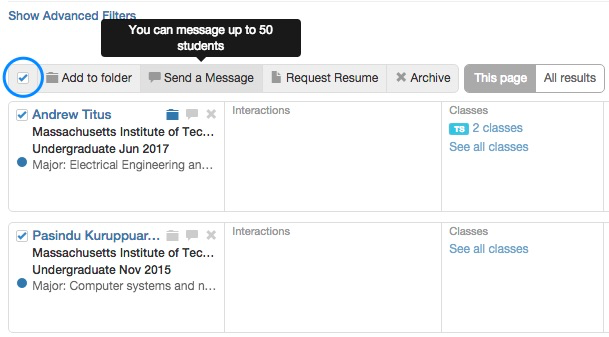 Show Advanced Filters
You can message up to 50
students
Add to folder Send a Message Request Resume Archive This page All results
Andrew Titus Interactions Classes
Massachusetts Institute of Tec... TS 2 classes
Undergraduate Jun 2017 See all classes
Major: Electrical Engineering an...
Pasindu Kuruppuar... Interactions Classes
Massachusetts Institute of Tec... See all classes
Undergraduate Nov 2015
Major: Computer systems and n...